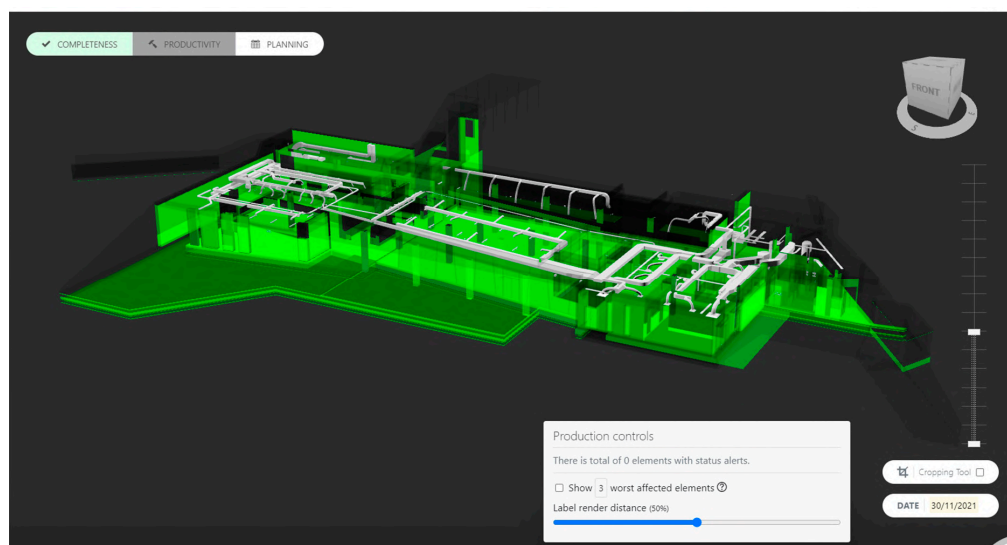 COMPLETENESS PRODUCTIVITY PLANNING
FRONT
S
Production controls
There is total of 0 elements with status alerts.
Show 3 worst affected elements ?
Label render distance (50%)
Cropping Tool
DATE 30/11/2021